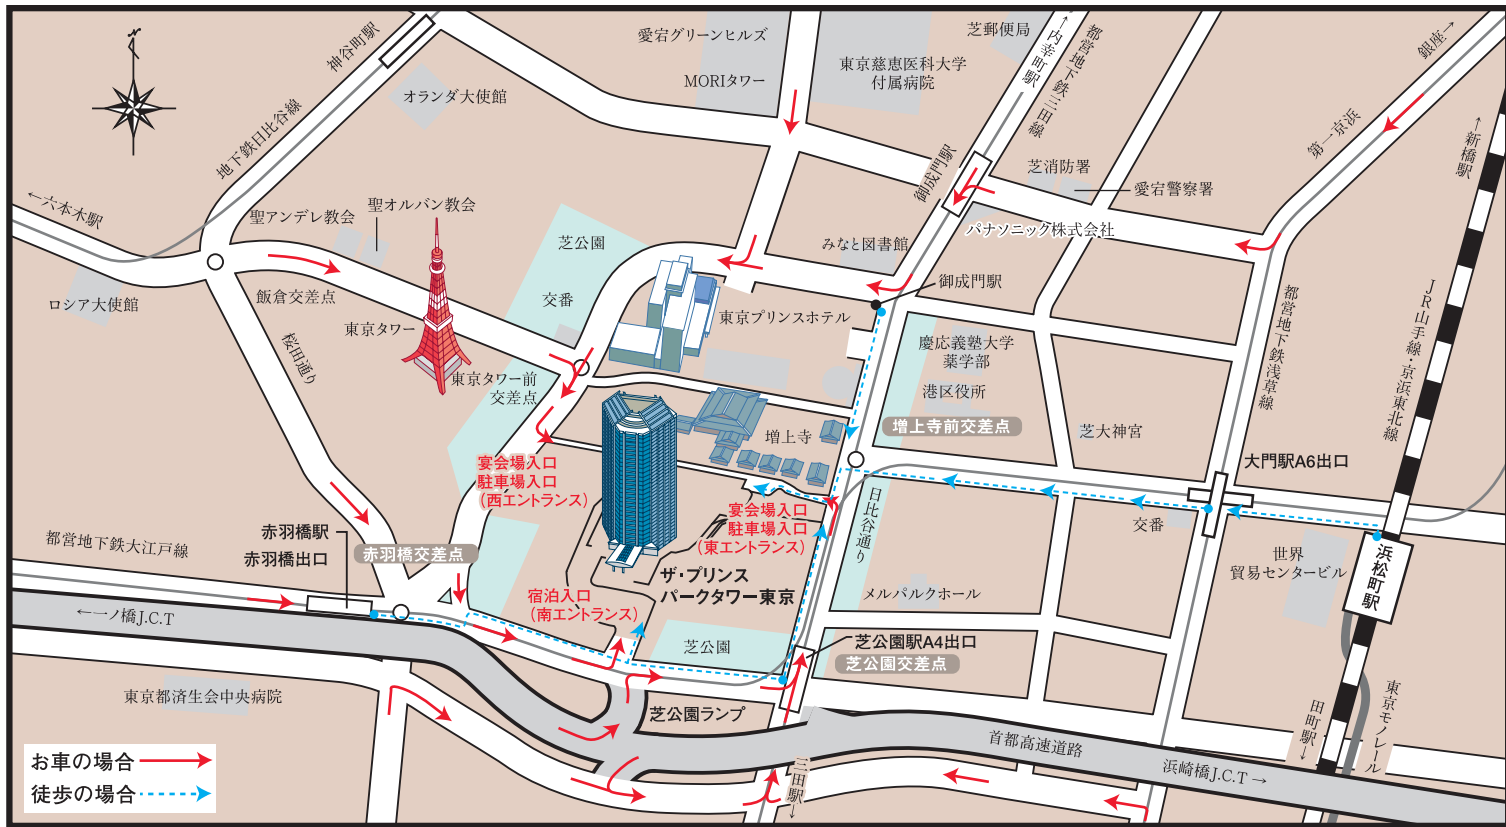 N
神谷町駅
地下鉄日比谷線
オランダ大使館
愛宕グリーンヒルズ
MORIタワー
東京慈恵医科大学
付属病院
芝郵便局
←内幸町駅
都営地下鉄三田線
銀座→
第一京浜
←新橋駅
御成門駅
芝消防署
愛宕警察署
パナソニック株式会社
みなと図書館
←六本木駅
聖アンデレ教会
聖オルバン教会
芝公園
ロシア大使館
飯倉交差点
交番
東京タワー
東京プリンスホテル
御成門駅
都営地下鉄浅草線
JR山手線・京浜東北線
桜田通り
東京タワー前
交差点
慶応義塾大学
薬学部
港区役所
増上寺前交差点
増上寺
芝大神宮
大門駅A6出口
宴会場入口
駐車場入口
(西エントランス)
宴会場入口
駐車場入口
(東エントランス)
日比谷通り
交番
世界
貿易センタービル
浜松町駅
赤羽橋駅
赤羽橋出口
赤羽橋交差点
都営地下鉄大江戸線
ザ・プリンス
パークタワー東京
宿泊入口
(南エントランス)
メルパルクホール
←一ノ橋J.C.T
芝公園
芝公園駅A4出口
芝公園交差点
東京都済生会中央病院
芝公園ランプ
首都高速道路
浜崎橋J.C.T→
三田駅→
田町駅→
東京モノレール
お車の場合
徒歩の場合